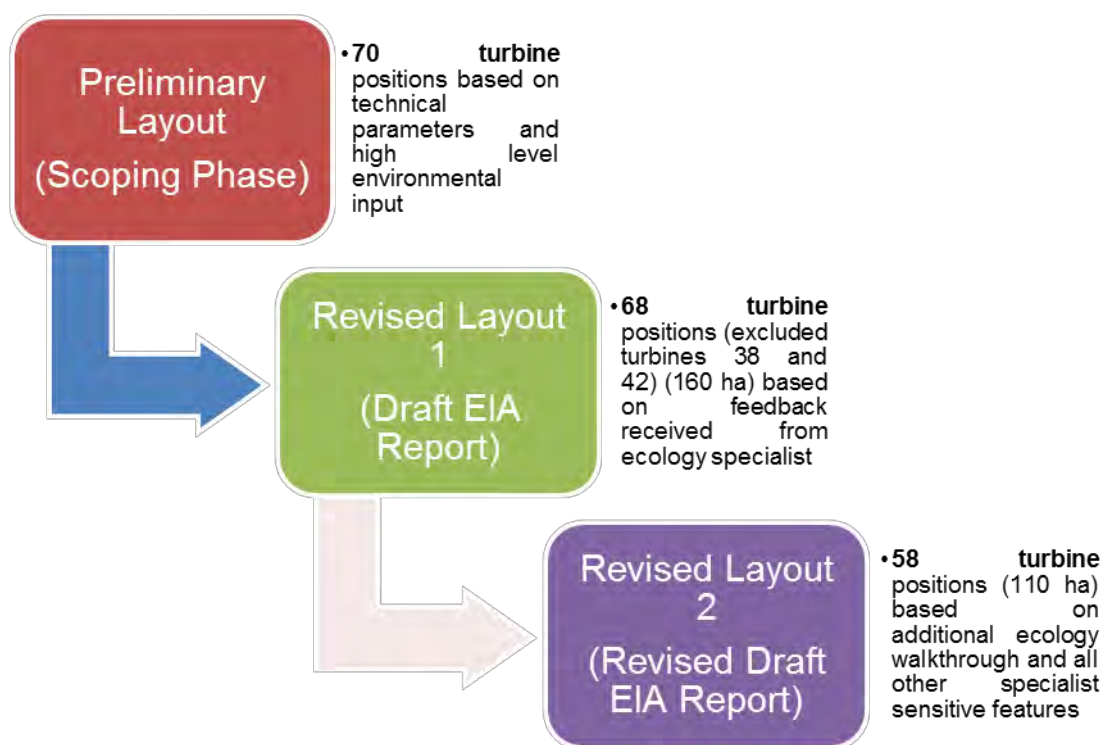 Preliminary
Layout
(Scoping Phase)
•70 turbine
positions based on
technical
parameters and
high level
environmental
input
Revised Layout
1
(Draft EIA
Report)
•68 turbine
positions (excluded
turbines 38 and
42) (160 ha) based
on feedback
received from
ecology specialist
Revised Layout
2
(Revised Draft
EIA Report)
•58 turbine
positions (110 ha)
based on
additional ecology
walkthrough and all
other specialist
sensitive features